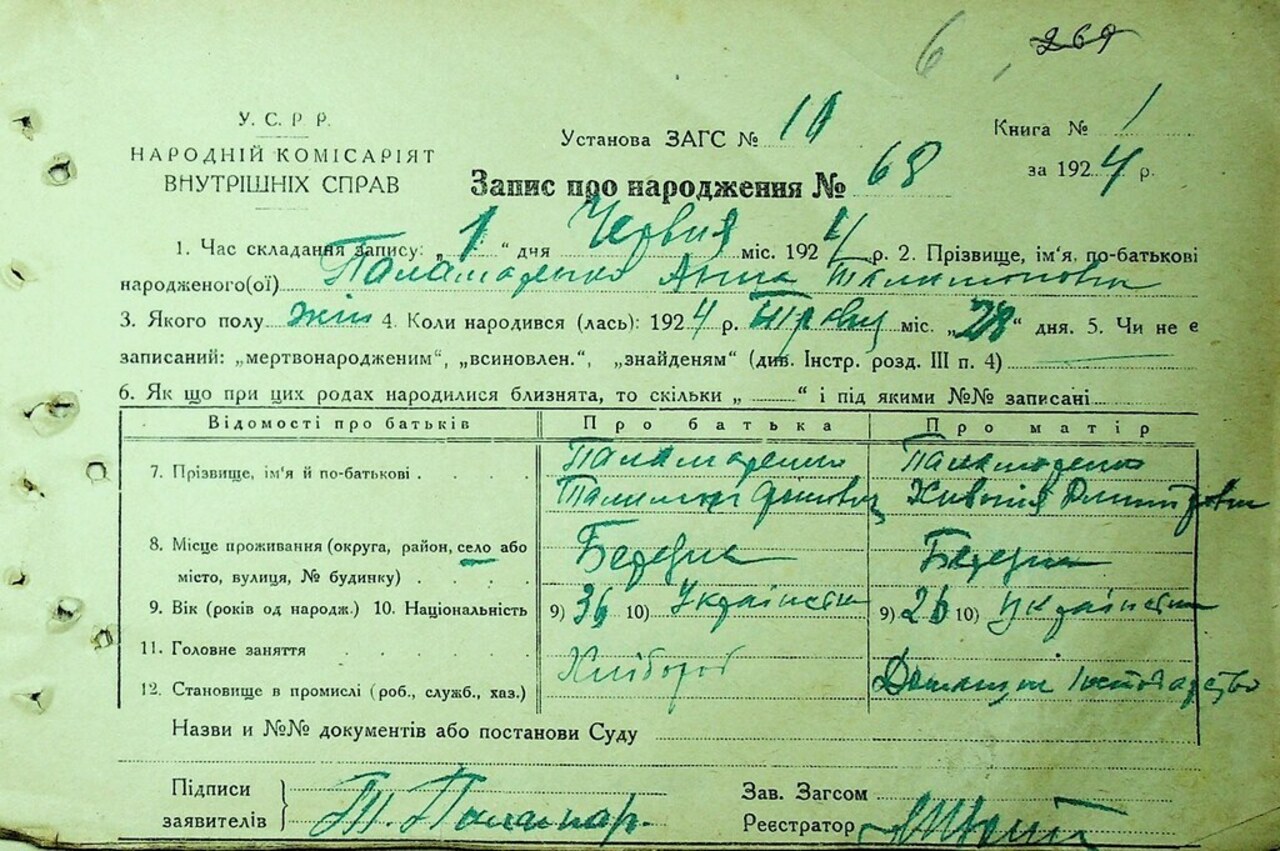 6 269
У. С. Р. Р.
НАРОДНІЙ КОМІСАРІЯТ
ВНУТРІШНІХ СПРАВ
Установа ЗАГС № 10
Книга № 1
за 1924 р.
Запис про народження № 68
1. Час складання запису: „1“ дня Червня міс. 1924 р. 2. Прізвище, ім'я, по-батькові
народженого(ої) Паламаренко Анна
3. Якого полу жін 4. Коли народився (лась): 1924 р. Травня міс. „28“ дня. 5. Чи не є
записаний: „мертвонародженим“, „всиновлен.“, „знайденям“ (див. Інстр. розд. III п. 4)
6. Як що при цих родах народилися близнята, то скільки „ “ і під якими №№ записані
Відомості про батьків Про батька Про матір
7. Прізвище, ім'я й по-батькові . . . . Паламаренко Паламаренко
8. Місце проживання (округа, район, село або
місто, вулиця, № будинку) . . . . Березна Березна
9. Вік (років од народж.) 10. Національність 9) 36 10) 9) 26 10)
11. Головне заняття . . . . . Хлібороб
12. Становище в промислі (роб., служб., хаз.) Домашнє господарство
Назви и №№ документів або постанови Суду
Підписи
заявителів Т. Паламар.
Зав. Загсом
Реєстратор